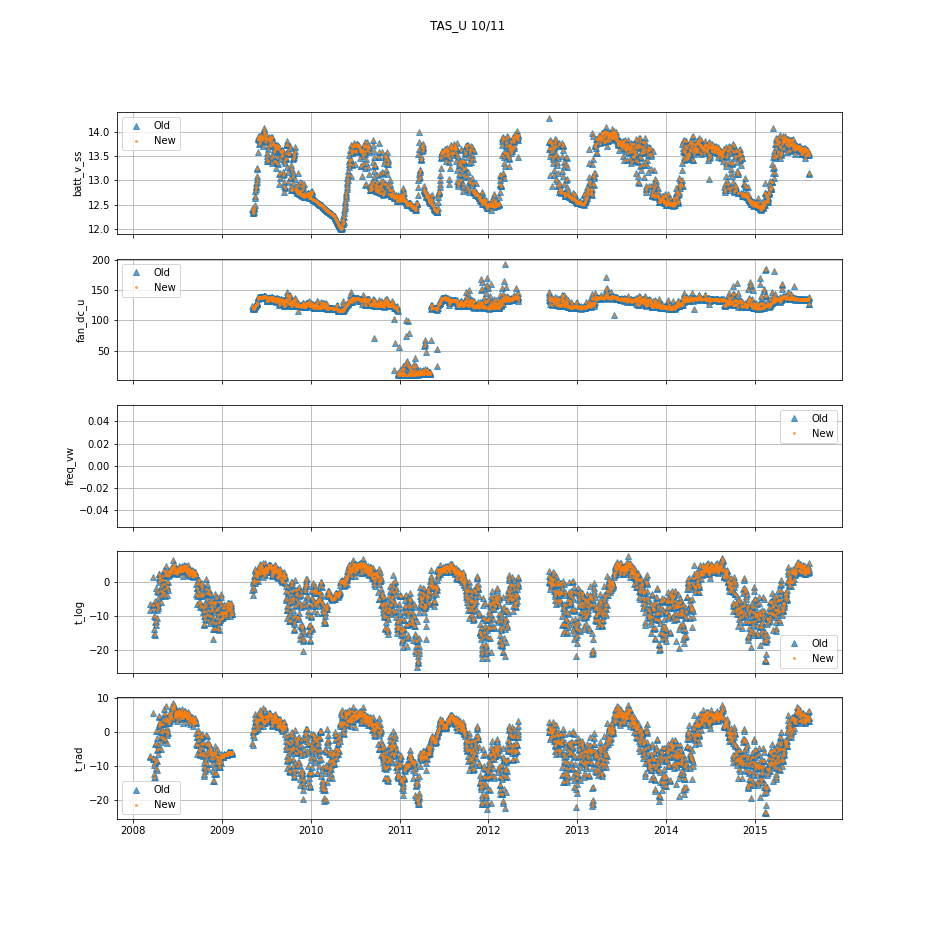 TAS_U 10/11
batt_v_ss
14.0
13.5
13.0
12.5
12.0
Old
New
fan_dc_u
200
150
100
50
Old
New
freq_vw
0.04
0.02
0.00
−0.02
−0.04
Old
New
t_log
0
−10
−20
Old
New
t_rad
10
0
−10
−20
Old
New
2008 2009 2010 2011 2012 2013 2014 2015